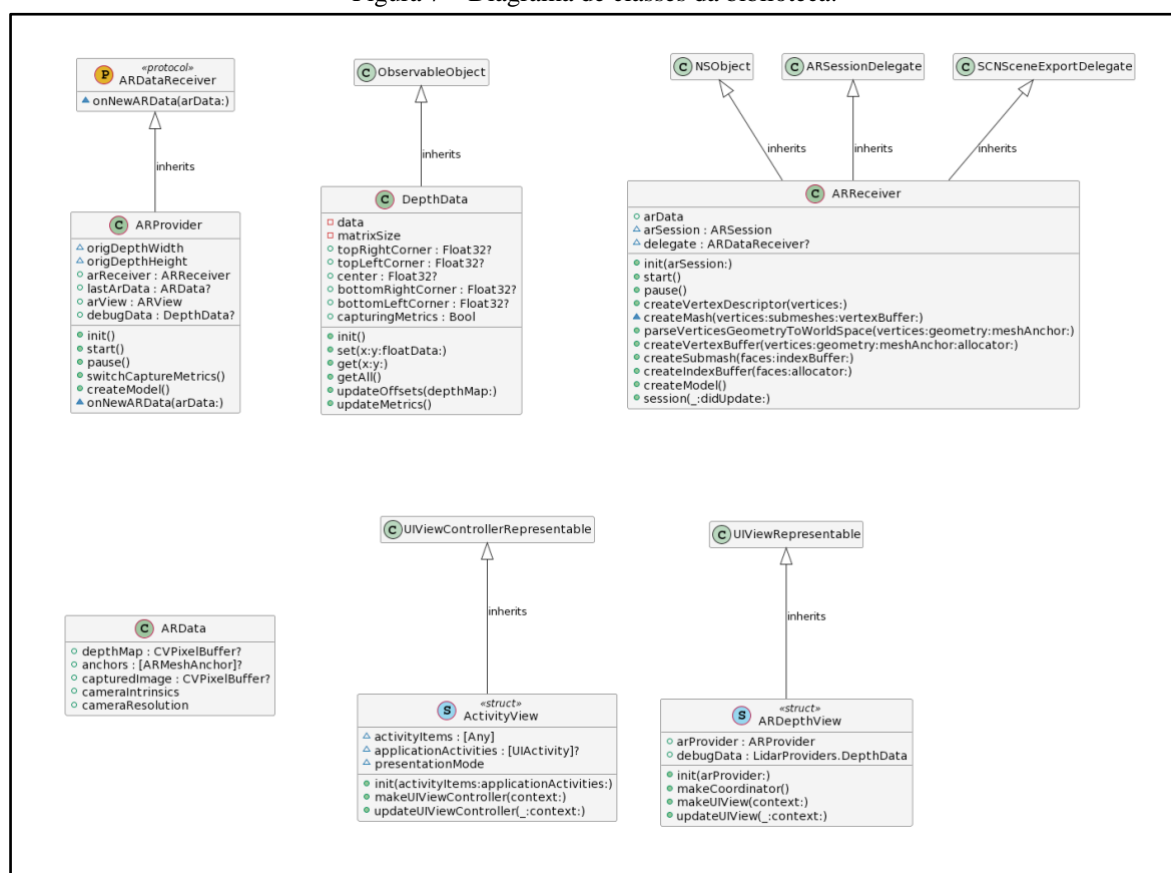 Figura 7 – Diagrama de classes da biblioteca.
«protocol»
P ARDataReceiver
onNewARData(arData:)
inherits
C ARProvider
origDepthWidth
origDepthHeight
arReceiver : ARReceiver
lastArData : ARData?
arView : ARView
debugData : DepthData?
init()
start()
pause()
switchCaptureMetrics()
createModel()
onNewARData(arData:)
C ObservableObject
inherits
C DepthData
data
matrixSize
topRightCorner : Float32?
topLeftCorner : Float32?
center : Float32?
bottomRightCorner : Float32?
bottomLeftCorner : Float32?
capturingMetrics : Bool
init()
set(x:y:floatData:)
get(x:y:)
getAll()
updateOffsets(depthMap:)
updateMetrics()
C NSObject
C ARSessionDelegate
C SCNSceneExportDelegate
inherits
inherits
inherits
C ARReceiver
arData
arSession : ARSession
delegate : ARDataReceiver?
init(arSession:)
start()
pause()
createVertexDescriptor(vertices:)
createMash(vertices:submeshes:vertexBuffer:)
parseVerticesGeometryToWorldSpace(vertices:geometry:meshAnchor:)
createVertexBuffer(vertices:geometry:meshAnchor:allocator:)
createSubmash(faces:indexBuffer:)
createIndexBuffer(faces:allocator:)
createModel()
session(_:didUpdate:)
C ARData
depthMap : CVPixelBuffer?
anchors : [ARMeshAnchor]?
capturedImage : CVPixelBuffer?
cameraIntrinsics
cameraResolution
C UIViewControllerRepresentable
inherits
«struct»
S ActivityView
activityItems : [Any]
applicationActivities : [UIActivity]?
presentationMode
init(activityItems:applicationActivities:)
makeUIViewController(context:)
updateUIViewController(_:context:)
C UIViewRepresentable
inherits
«struct»
S ARDepthView
arProvider : ARProvider
debugData : LidarProviders.DepthData
init(arProvider:)
makeCoordinator()
makeUIView(context:)
updateUIView(_:context:)